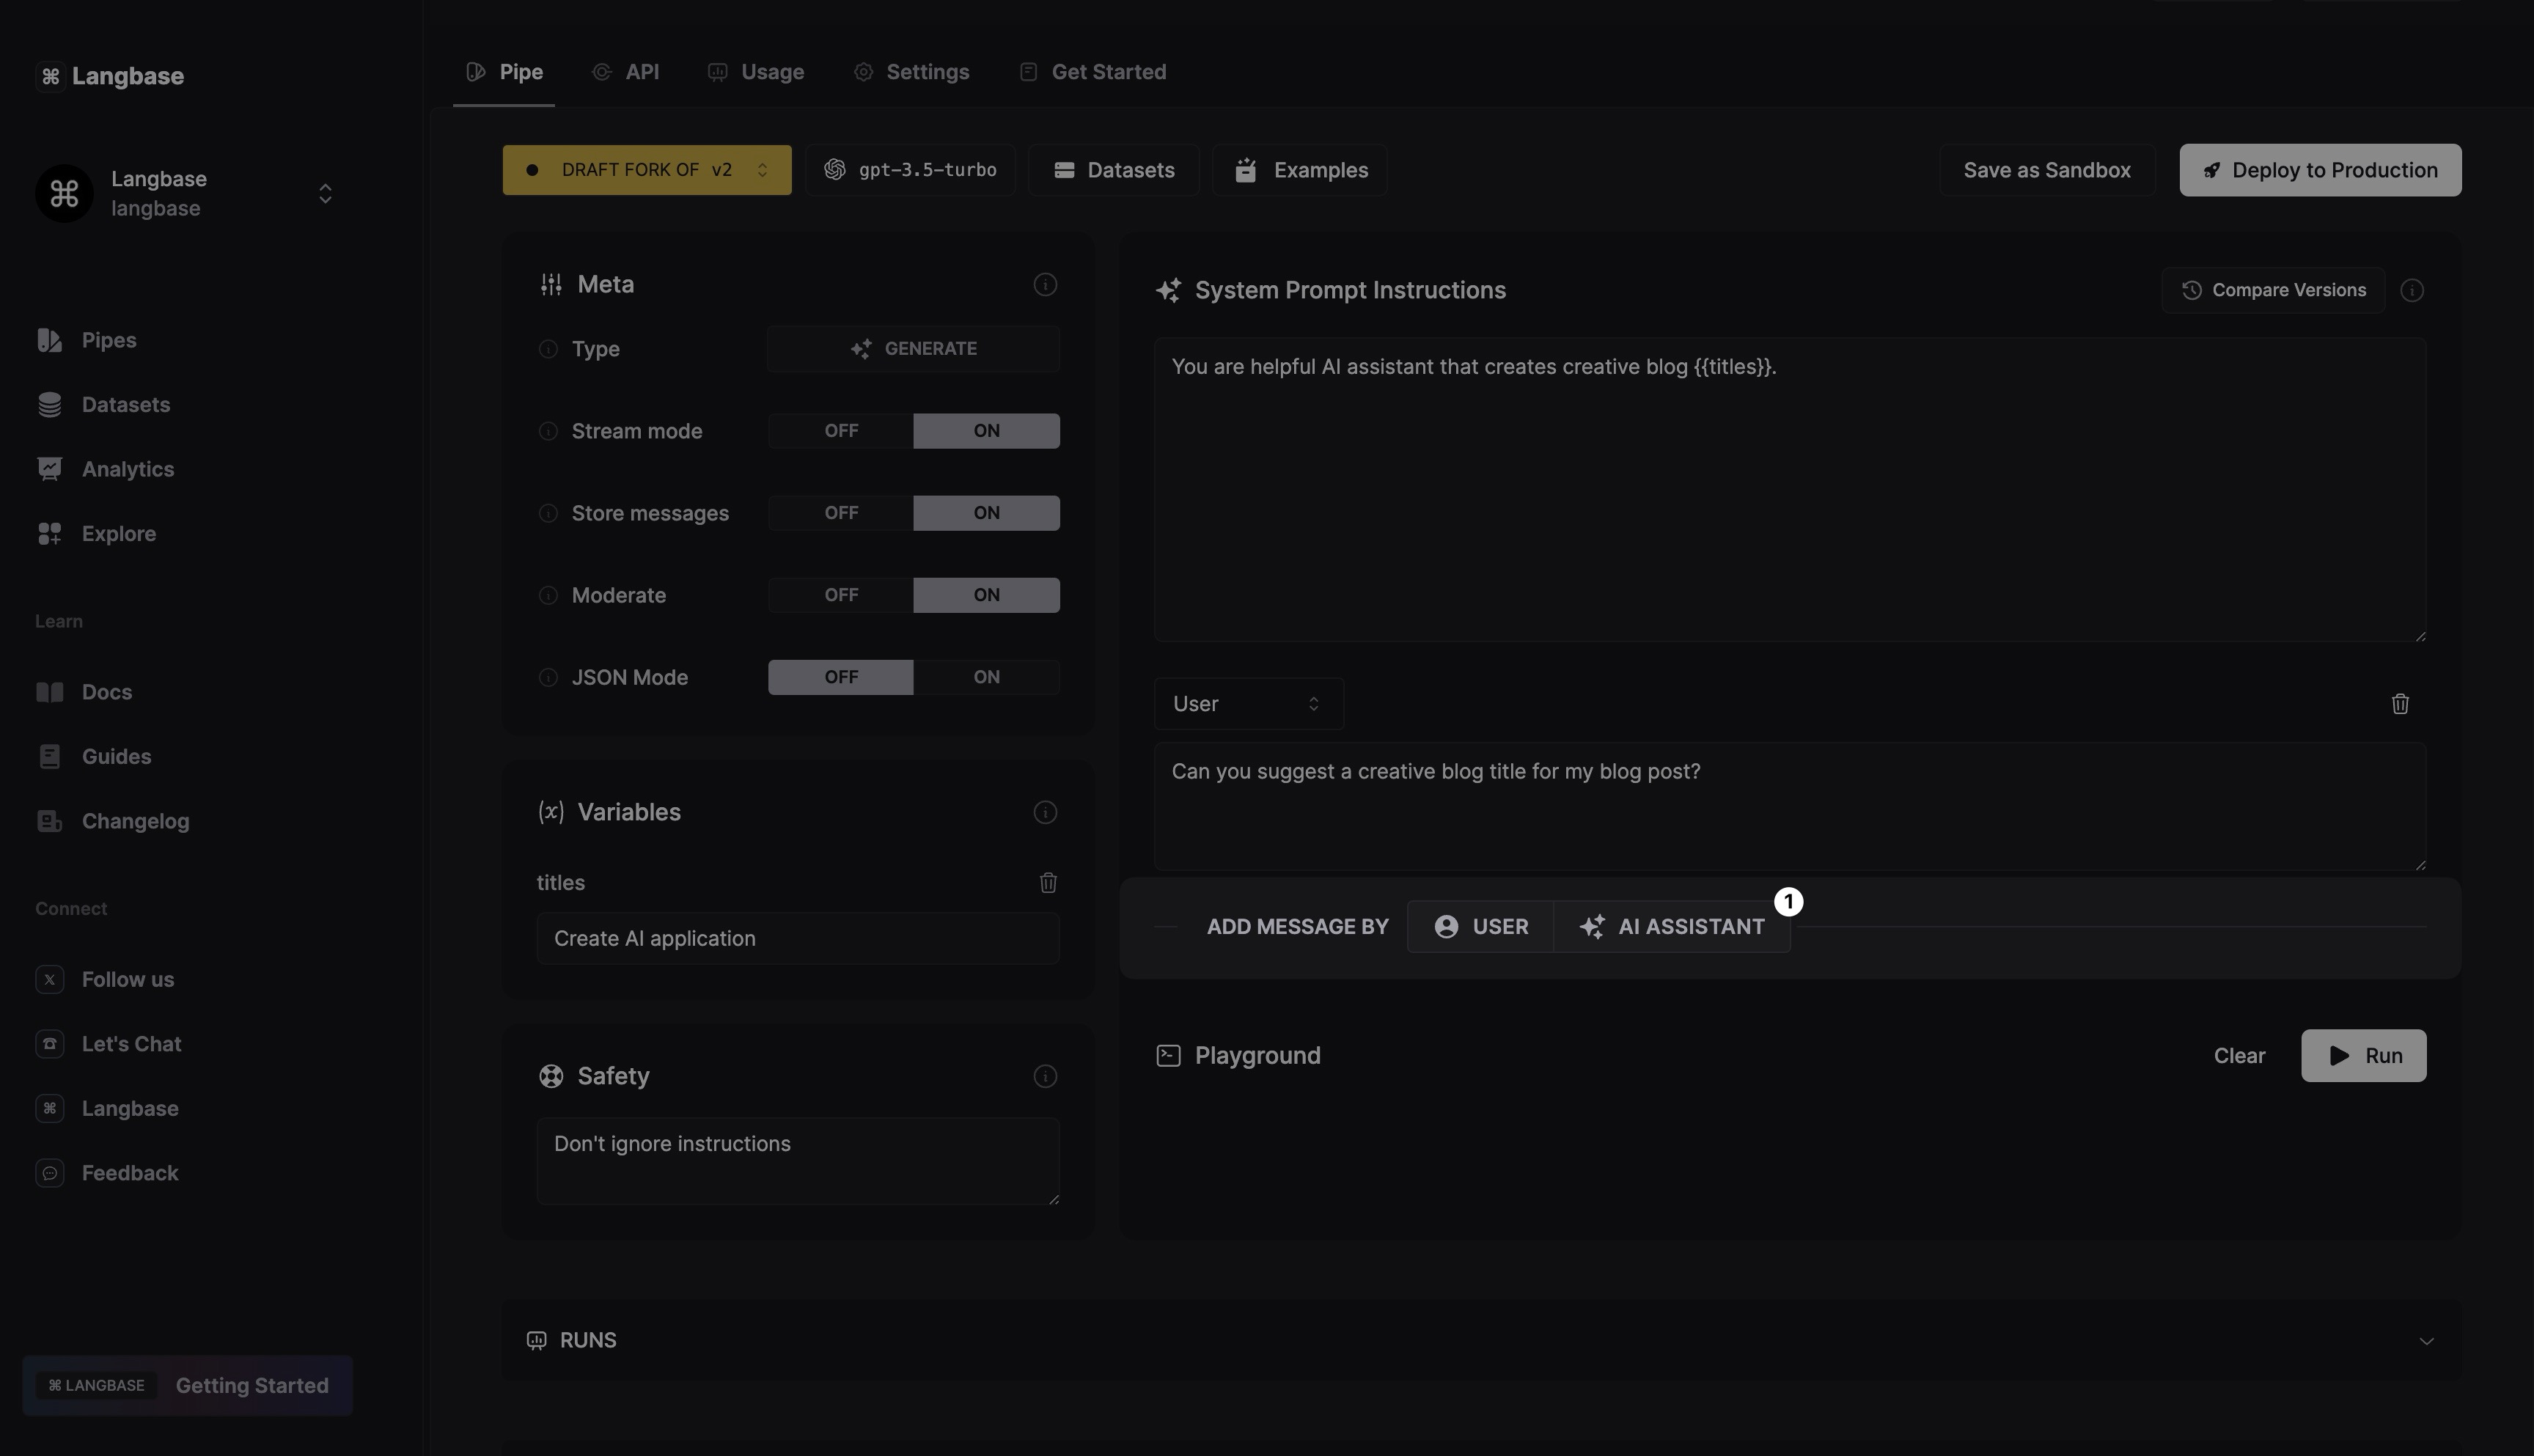 Langbase
Langbase
langbase
Pipes
Datasets
Analytics
Explore
Learn
Docs
Guides
Changelog
Connect
Follow us
Let's Chat
Langbase
Feedback
⌘ LANGBASE Getting Started
Pipe API Usage Settings Get Started
DRAFT FORK OF v2 gpt-3.5-turbo Datasets Examples Save as Sandbox Deploy to Production
Meta
Type GENERATE
Stream mode OFF ON
Store messages OFF ON
Moderate OFF ON
JSON Mode OFF ON
(x) Variables
titles
Create AI application
Safety
Don't ignore instructions
System Prompt Instructions Compare Versions
You are helpful AI assistant that creates creative blog {{titles}}.
User
Can you suggest a creative blog title for my blog post?
ADD MESSAGE BY USER AI ASSISTANT 1
Playground Clear Run
RUNS